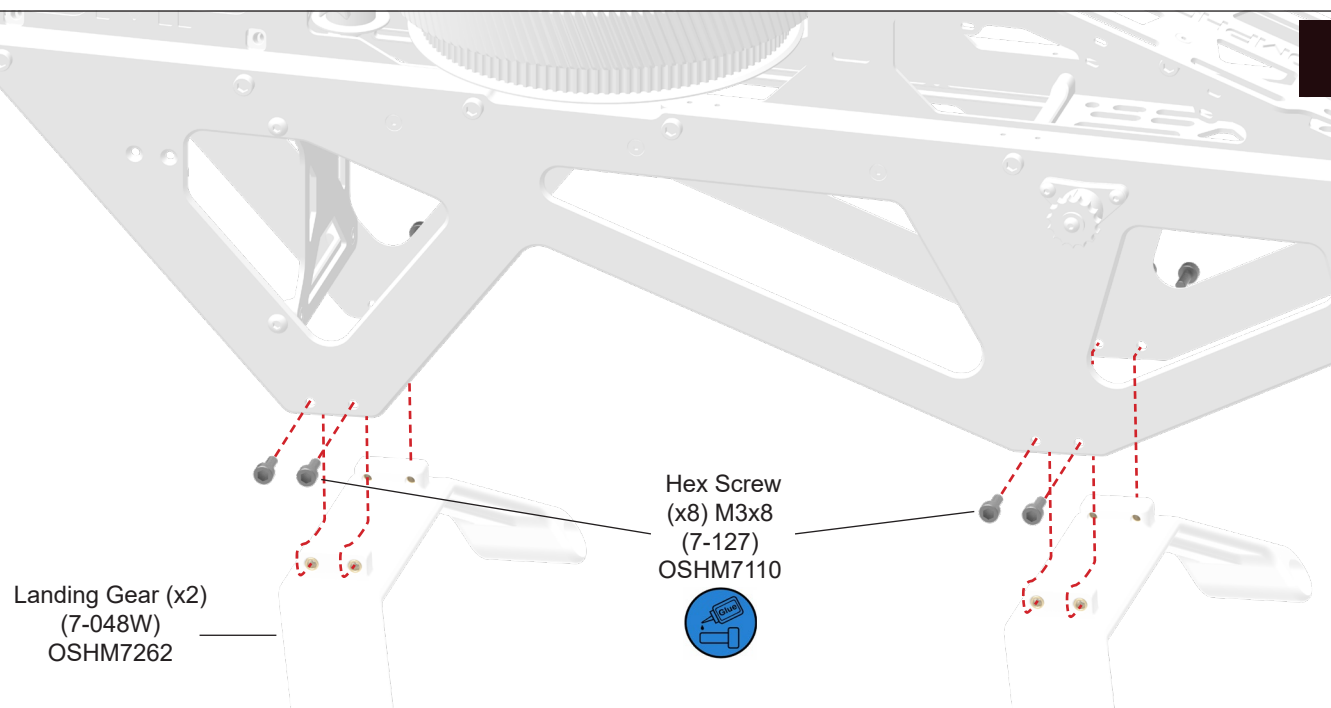 Hex Screw
(x8) M3x8
(7-127)
OSHM7110
Glue
Landing Gear (x2)
(7-048W)
OSHM7262